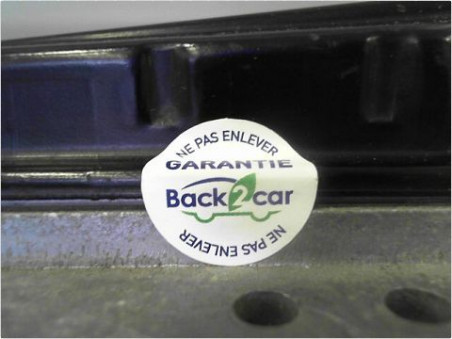 NE PAS ENLEVER
GARANTIE
Back2car
NE PAS ENLEVER